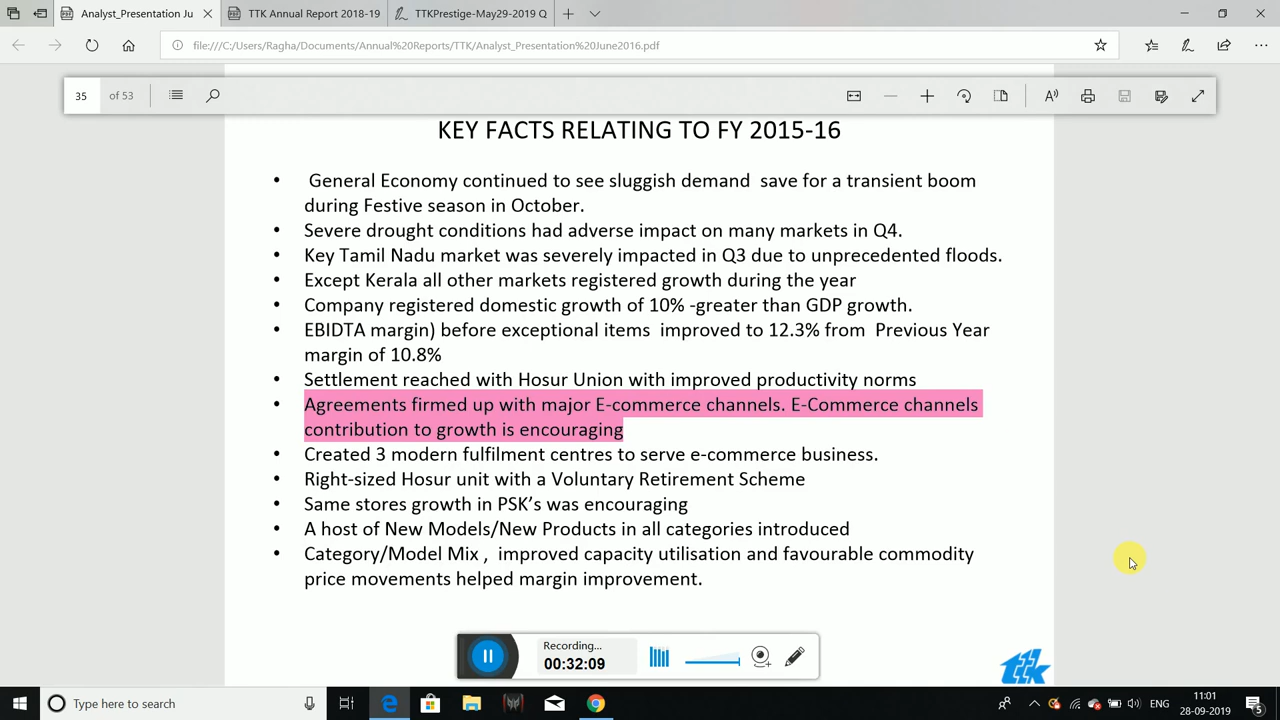 Analyst_Presentation Ju
TTK Annual Report 2018-19
TTKPrestige-May29-2019 Q
file:///C:/Users/Ragha/Documents/Annual%20Reports/TTK/Analyst_Presentation%20June2016.pdf
35 of 53
KEY FACTS RELATING TO FY 2015-16
• General Economy continued to see sluggish demand save for a transient boom
during Festive season in October.
• Severe drought conditions had adverse impact on many markets in Q4.
• Key Tamil Nadu market was severely impacted in Q3 due to unprecedented floods.
• Except Kerala all other markets registered growth during the year
• Company registered domestic growth of 10% -greater than GDP growth.
• EBIDTA margin) before exceptional items improved to 12.3% from Previous Year
margin of 10.8%
• Settlement reached with Hosur Union with improved productivity norms
• Agreements firmed up with major E-commerce channels. E-Commerce channels
contribution to growth is encouraging
• Created 3 modern fulfilment centres to serve e-commerce business.
• Right-sized Hosur unit with a Voluntary Retirement Scheme
• Same stores growth in PSK’s was encouraging
• A host of New Models/New Products in all categories introduced
• Category/Model Mix , improved capacity utilisation and favourable commodity
price movements helped margin improvement.
Recording...
00:32:09
ttk
Type here to search
ENG
11:01
28-09-2019
5